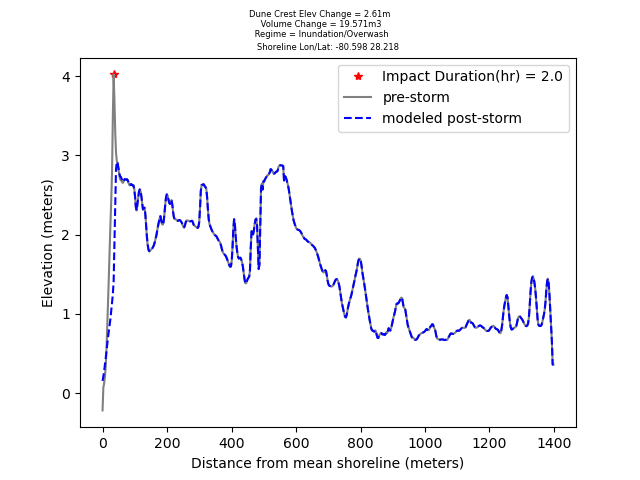 Dune Crest Elev Change = 2.61m
Volume Change = 19.571m3
Regime = Inundation/Overwash
Shoreline Lon/Lat: -80.598 28.218
Impact Duration(hr) = 2.0
pre-storm
modeled post-storm
Elevation (meters)
4
3
2
1
0
0 200 400 600 800 1000 1200 1400
Distance from mean shoreline (meters)